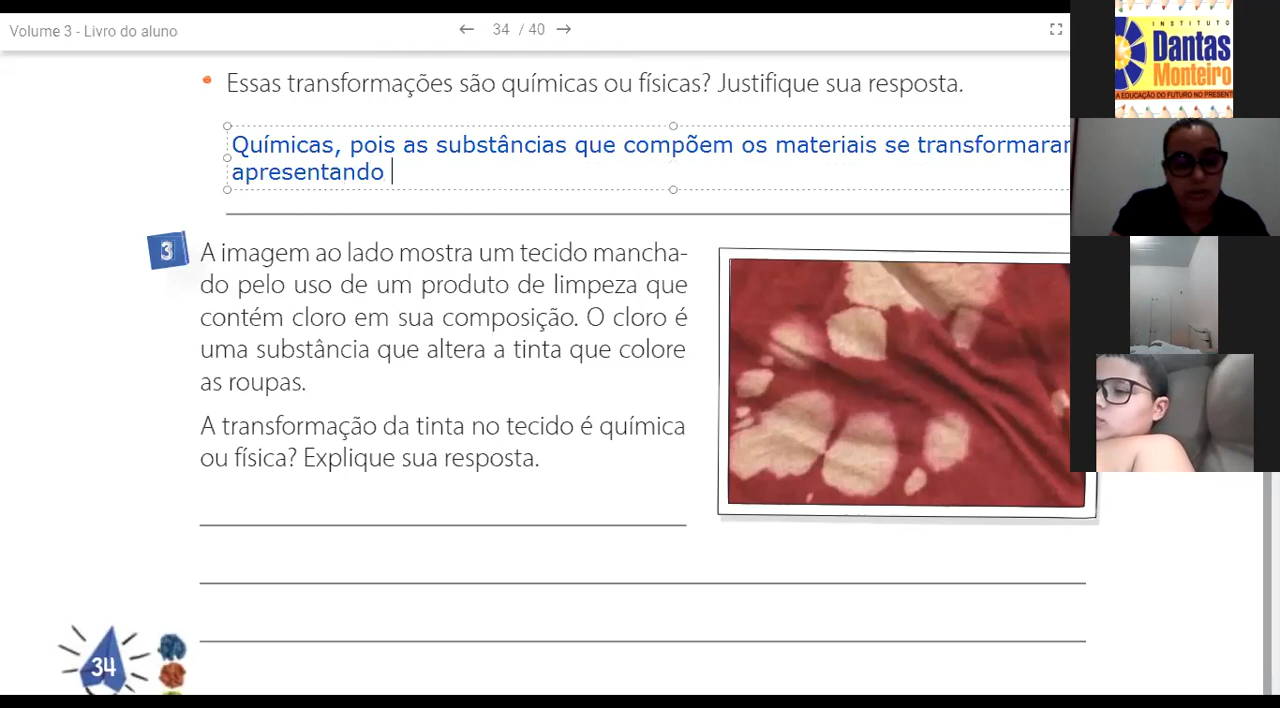 Volume 3 - Livro do aluno
34 / 40
INSTITUTO
Dantas
Monteiro
A EDUCAÇÃO DO FUTURO NO PRESENT
Essas transformações são químicas ou físicas? Justifique sua resposta.
Químicas, pois as substâncias que compõem os materiais se transformaram
apresentando
3
A imagem ao lado mostra um tecido mancha-
do pelo uso de um produto de limpeza que
contém cloro em sua composição. O cloro é
uma substância que altera a tinta que colore
as roupas.
A transformação da tinta no tecido é química
ou física? Explique sua resposta.
34